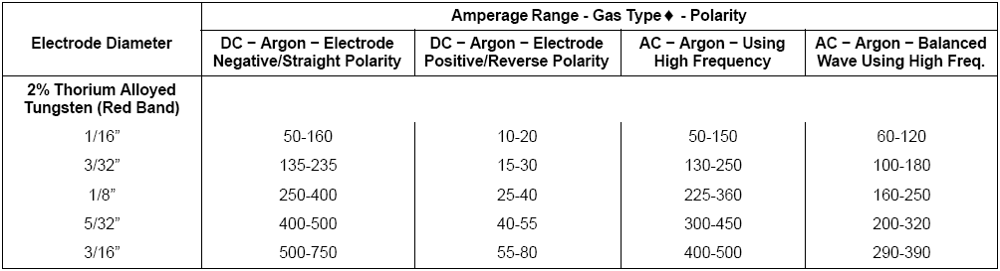 Amperage Range - Gas Type♦ - Polarity
Electrode Diameter
DC − Argon − Electrode
Negative/Straight Polarity
DC − Argon − Electrode
Positive/Reverse Polarity
AC − Argon − Using
High Frequency
AC − Argon − Balanced
Wave Using High Freq.
2% Thorium Alloyed
Tungsten (Red Band)
1/16” 50-160 10-20 50-150 60-120
3/32” 135-235 15-30 130-250 100-180
1/8” 250-400 25-40 225-360 160-250
5/32” 400-500 40-55 300-450 200-320
3/16” 500-750 55-80 400-500 290-390